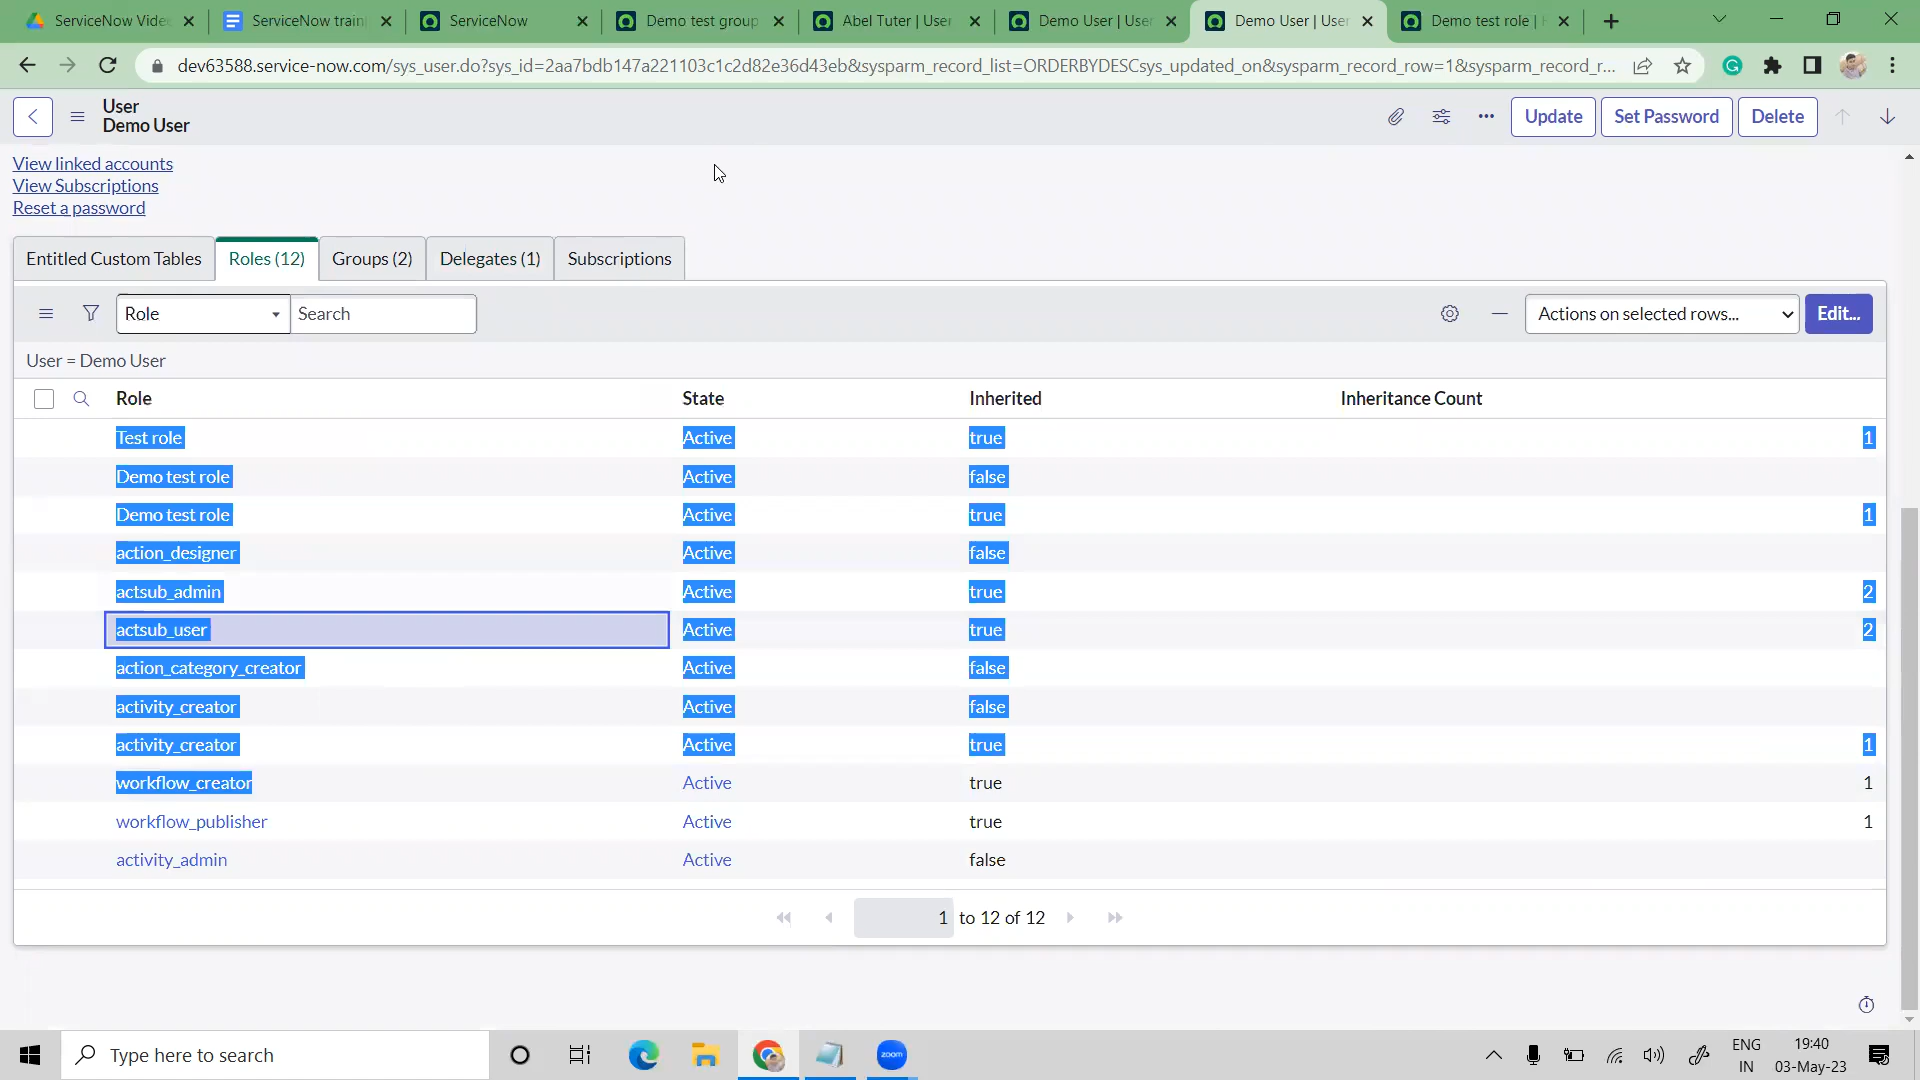 ServiceNow Vide
ServiceNow train
ServiceNow
Demo test group
Abel Tuter | User
Demo User | User
Demo User | User
Demo test role |
dev63588.service-now.com/sys_user.do?sys_id=2aa7bdb147a221103c1c2d82e36d43eb&sysparm_record_list=ORDERBYDESCsys_updated_on&sysparm_record_row=1&sysparm_record_r...
User
Demo User
Update
Set Password
Delete
View linked accounts
View Subscriptions
Reset a password
Entitled Custom Tables
Roles (12)
Groups (2)
Delegates (1)
Subscriptions
Role
Search
Actions on selected rows...
Edit...
User = Demo User
Role State Inherited Inheritance Count
Test role Active true 1
Demo test role Active false
Demo test role Active true 1
action_designer Active false
actsub_admin Active true 2
actsub_user Active true 2
action_category_creator Active false
activity_creator Active false
activity_creator Active true 1
workflow_creator Active true 1
workflow_publisher Active true 1
activity_admin Active false
1 to 12 of 12
Type here to search
zoom
ENG
IN
19:40
03-May-23